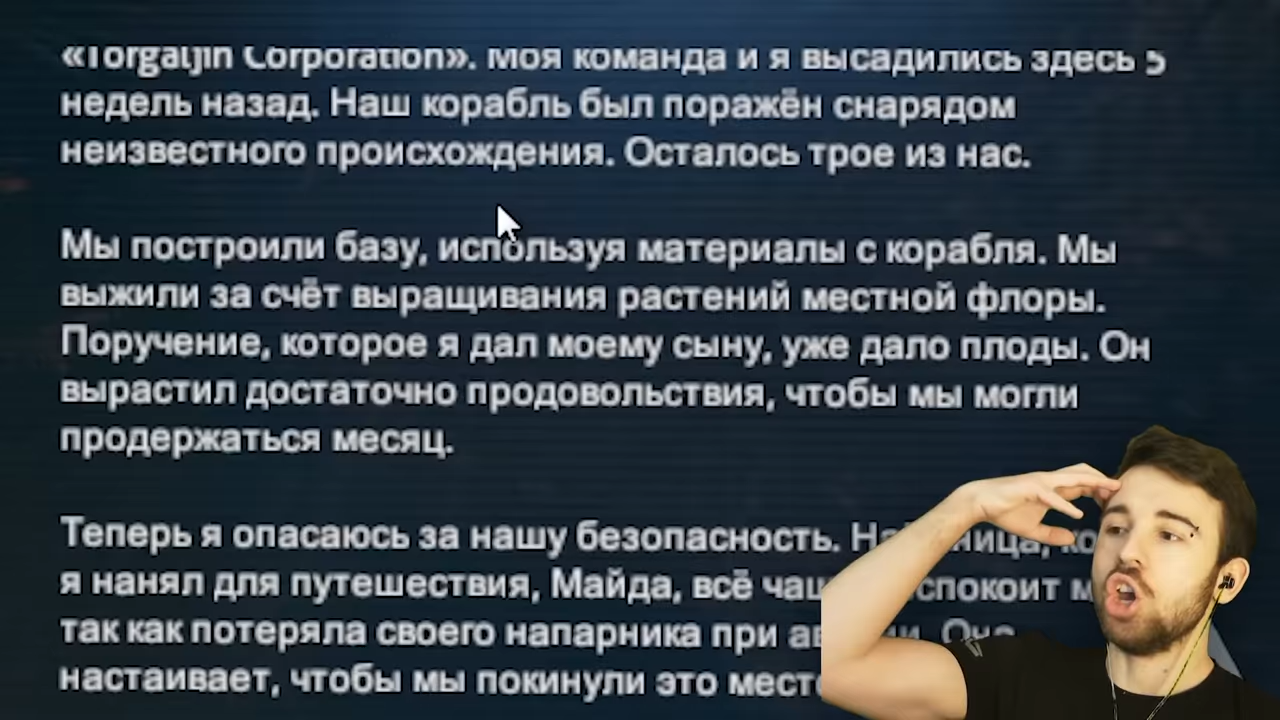 «Torgaljin Corporation». Моя команда и я высадились здесь 5
недель назад. Наш корабль был поражён снарядом
неизвестного происхождения. Осталось трое из нас.
Мы построили базу, используя материалы с корабля. Мы
выжили за счёт выращивания растений местной флоры.
Поручение, которое я дал моему сыну, уже дало плоды. Он
вырастил достаточно продовольствия, чтобы мы могли
продержаться месяц.
Теперь я опасаюсь за нашу безопасность.
я нанял для путешествия, Майда, всё
так как потеряла своего напарника при
настаивает, чтобы мы покинули это